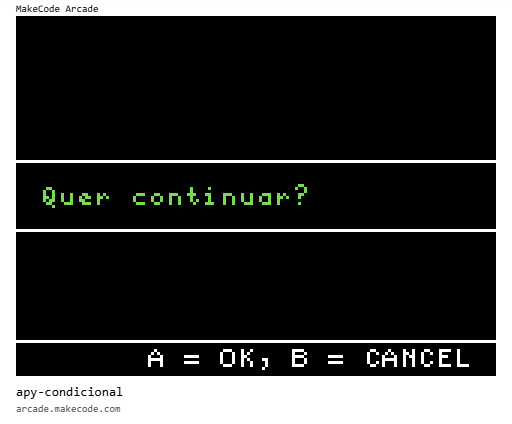 MakeCode Arcade
Quer continuar?
A = OK, B = CANCEL
apy-condicional
arcade.makecode.com